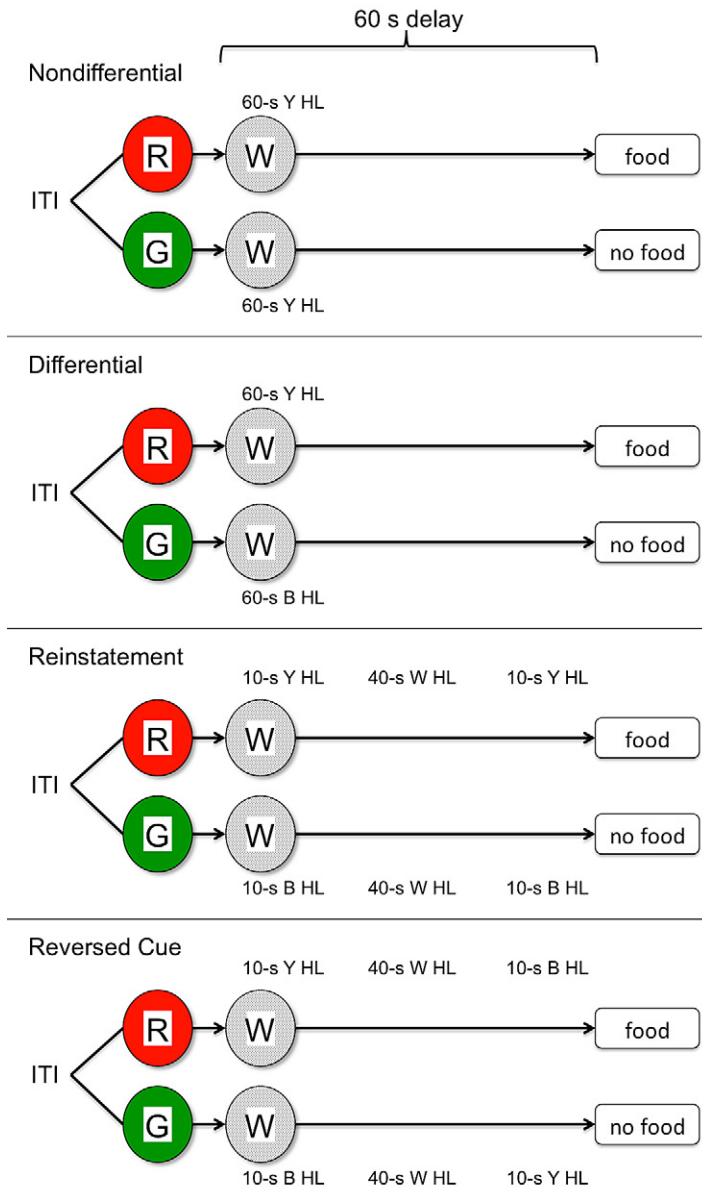 60 s delay
Nondifferential
60-s Y HL
R W food
ITI
G W no food
60-s Y HL
Differential
60-s Y HL
R W food
ITI
G W no food
60-s B HL
Reinstatement
10-s Y HL 40-s W HL 10-s Y HL
R W food
ITI
G W no food
10-s B HL 40-s W HL 10-s B HL
Reversed Cue
10-s Y HL 40-s W HL 10-s B HL
R W food
ITI
G W no food
10-s B HL 40-s W HL 10-s Y HL